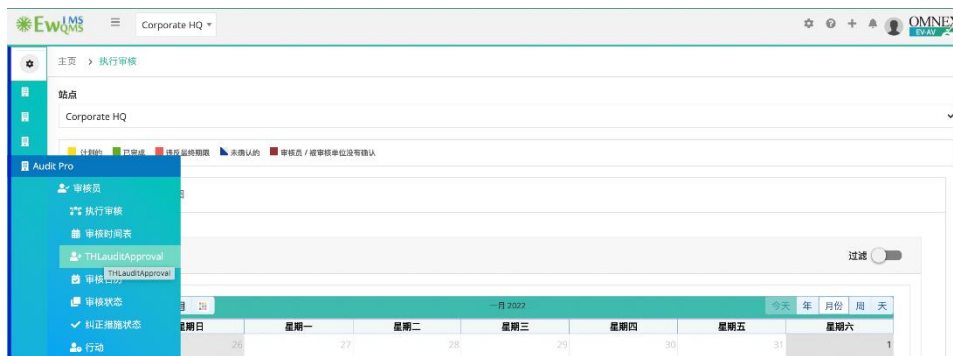 EwIMS QMS
Corporate HQ
OMNEX
EV-AV
主页 > 执行审核
站点
Corporate HQ
计划的 已完成 违反最终期限 未确认的 审核员 / 被审核单位没有确认
Audit Pro
审核员
执行审核
审核时间表
THLauditApproval
过滤
THLauditApproval
审核日历
审核状态
一月 2022
今天 年 月份 周 天
纠正措施状态
星期日 星期一 星期二 星期三 星期四 星期五 星期六
行动
26 27 28 29 30 31 1